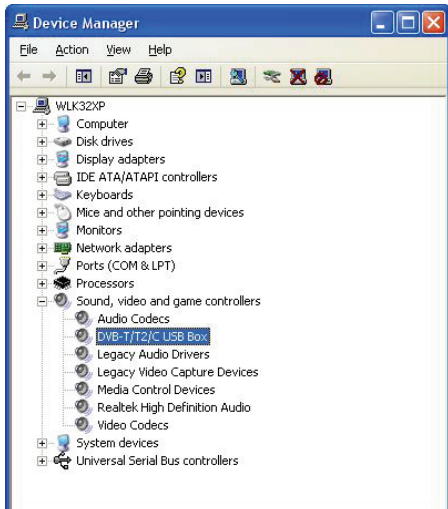 Device Manager
File Action View Help
WLK32XP
Computer
Disk drives
Display adapters
IDE ATA/ATAPI controllers
Keyboards
Mice and other pointing devices
Monitors
Network adapters
Ports (COM & LPT)
Processors
Sound, video and game controllers
Audio Codecs
DVB-T/T2/C USB Box
Legacy Audio Drivers
Legacy Video Capture Devices
Media Control Devices
Realtek High Definition Audio
Video Codecs
System devices
Universal Serial Bus controllers